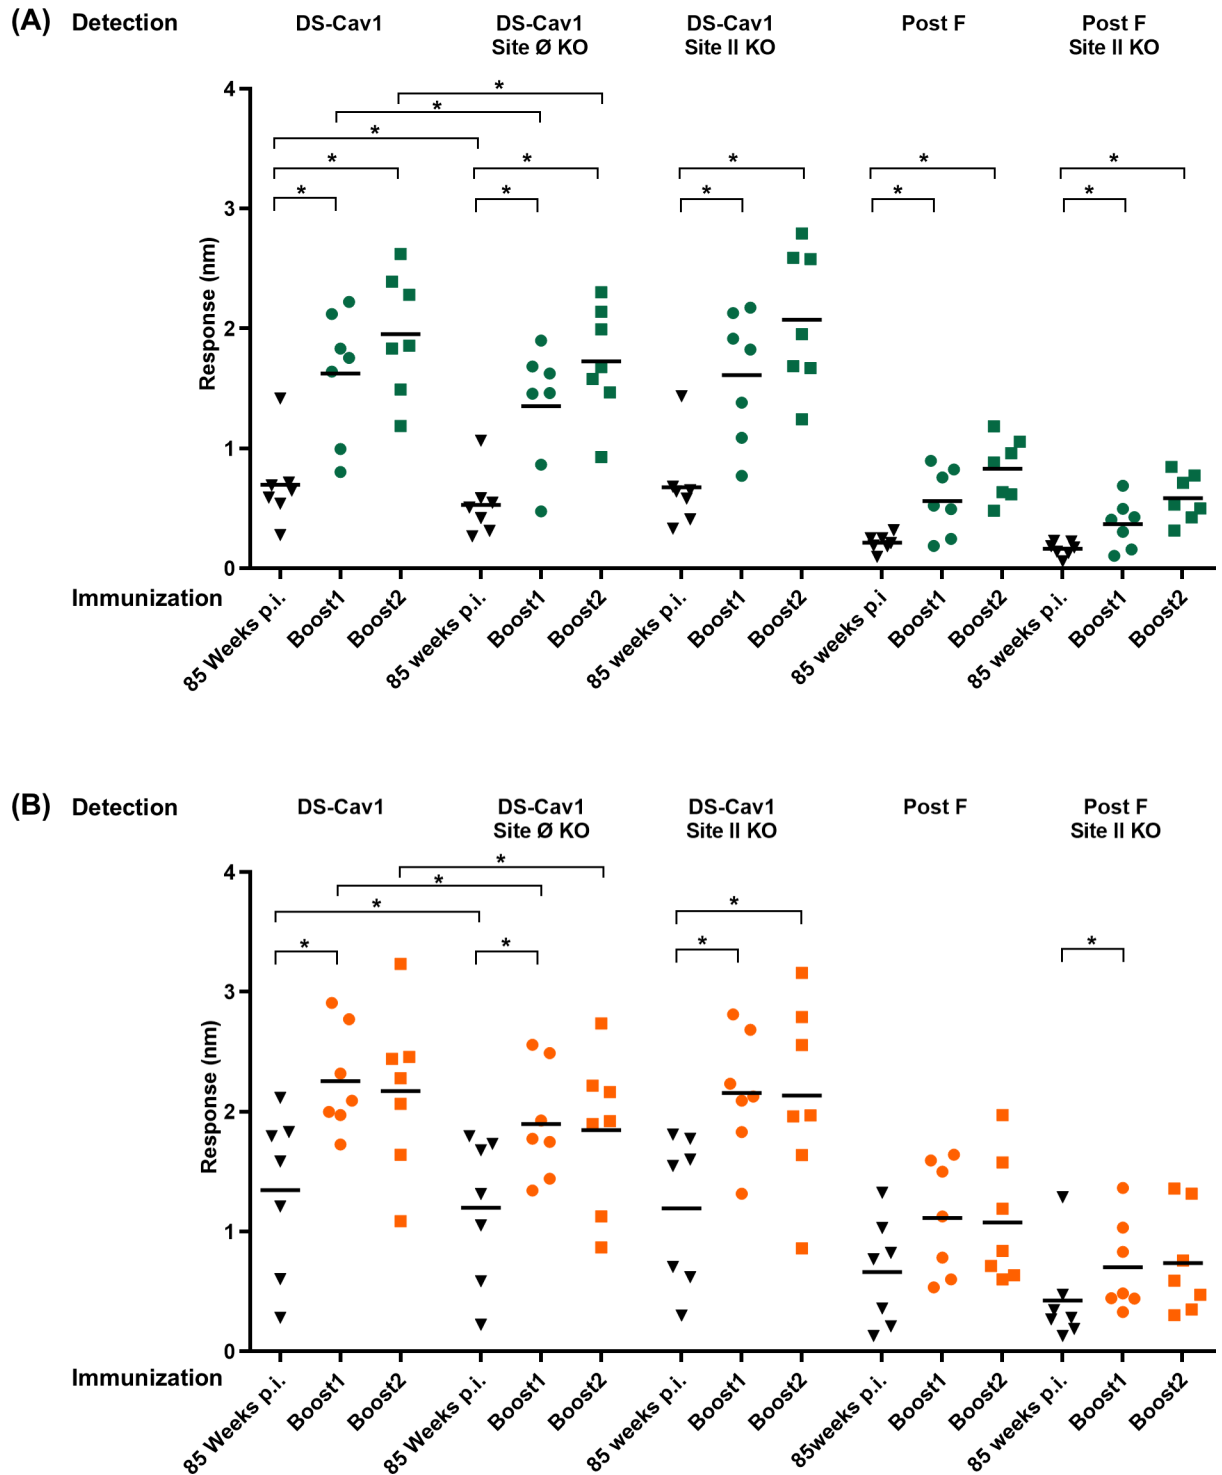 (A) Detection DS-Cav1 DS-Cav1 DS-Cav1 Post F Post F
Site Ø KO Site II KO Site II KO
4
* * *
* * * * *
* * * * *
3
Response (nm)
2
1
0
Immunization
85 Weeks p.i. Boost1 Boost2 85 weeks p.i. Boost1 Boost2 85 weeks p.i. Boost1 Boost2 85 weeks p.i Boost1 Boost2 85 weeks p.i. Boost1 Boost2
(B) Detection DS-Cav1 DS-Cav1 DS-Cav1 Post F Post F
Site Ø KO Site II KO Site II KO
4
* * *
*
* * * *
3
Response (nm)
2
1
0
Immunization
85 Weeks p.i. Boost1 Boost2 85 Weeks p.i. Boost1 Boost2 85 weeks p.i. Boost1 Boost2 85weeks p.i. Boost1 Boost2 85 weeks p.i. Boost1 Boost2